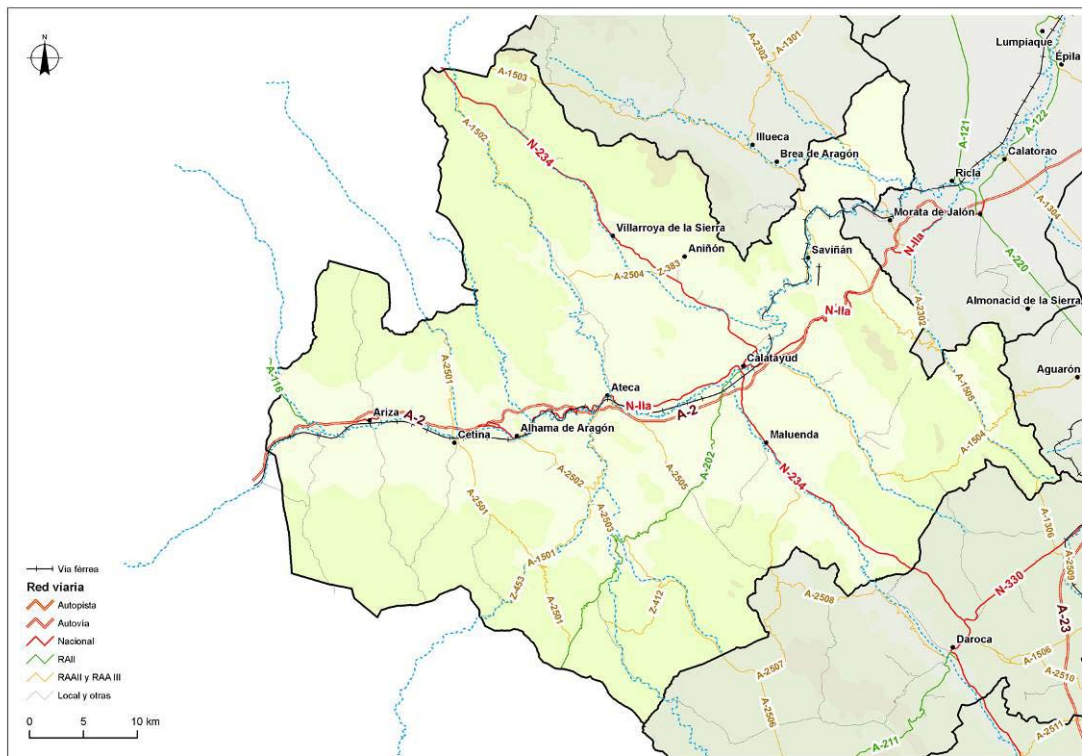 A-1301
A-2302
Lumpiaque
Épila
A-1503
A-1502
N-234
Illueca
Brea de Aragón
A-121
A-122
Calatorao
Ricla
A-1304
Morata de Jalón
N-IIa
Villarroya de la Sierra
Aniñón
Saviñán
A-2504
Z-383
A-220
N-IIa
A-2302
Almonacid de la Sierra
A-116
A-2501
Calatayud
Aguarón
A-1505
Ateca
N-IIa
A-2
Ariza
A-2
Cetina
Alhama de Aragón
Maluenda
A-1504
A-202
A-2502
A-2505
N-234
A-2501
A-2503
A-1306
A-2509
A-1501
Z-453
A-2501
Z-412
A-2508
N-330
A-23
Daroca
A-1506
A-2507
A-2510
A-2506
A-211
A-2511
Vía férrea
Red viaria
Autopista
Autovía
Nacional
RAII
RAAII y RAA III
Local y otras
0 5 10 km